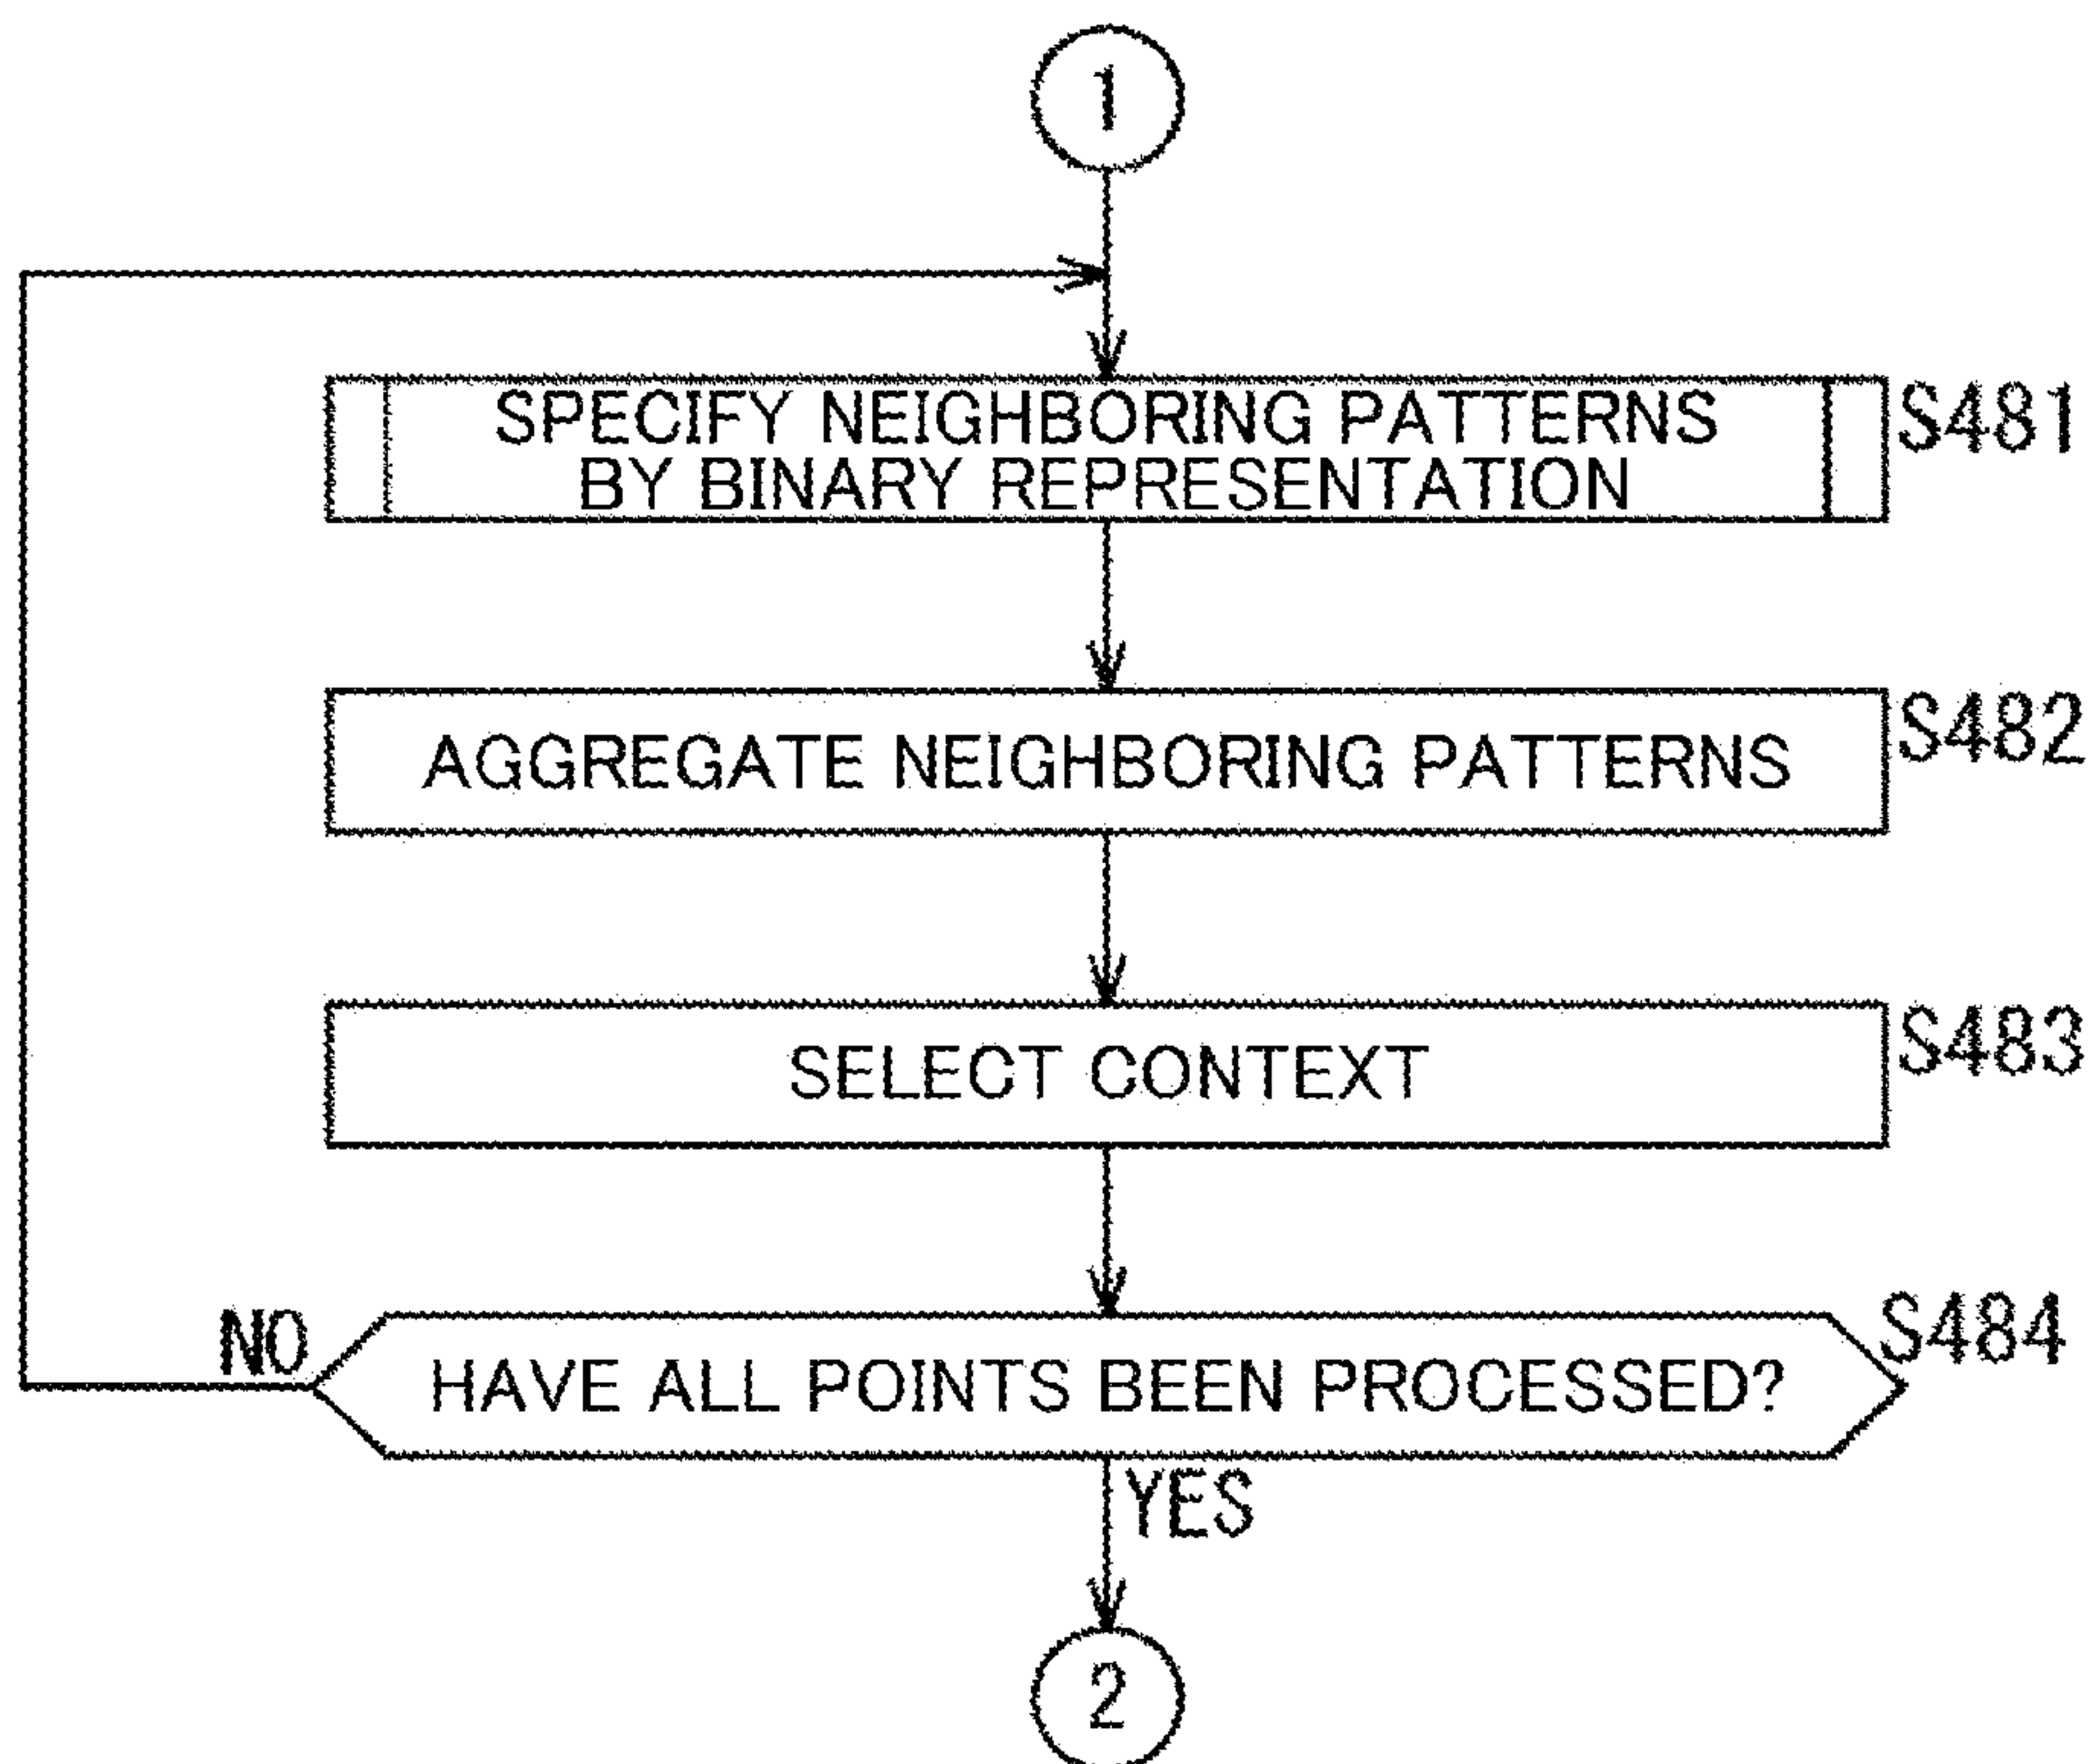 1
SPECIFY NEIGHBORING PATTERNS
BY BINARY REPRESENTATION
S481
AGGREGATE NEIGHBORING PATTERNS
S482
SELECT CONTEXT
S483
HAVE ALL POINTS BEEN PROCESSED?
S484
NO
YES
2